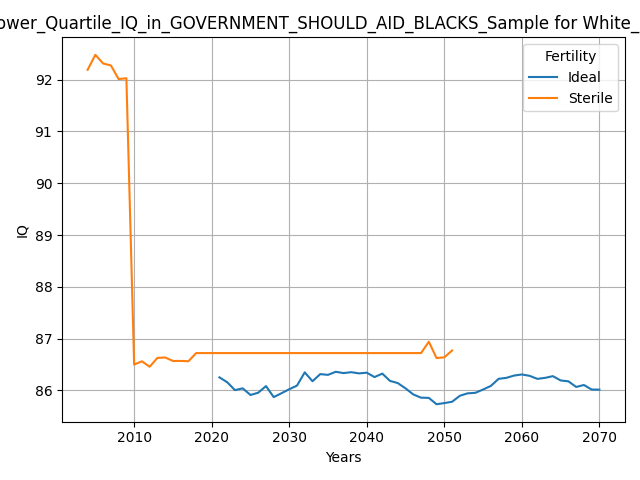 ower_Quartile_IQ_in_GOVERNMENT_SHOULD_AID_BLACKS_Sample for White_
Fertility
Ideal
Sterile
92
91
90
89
88
87
86
IQ
2010
2020
2030
2040
2050
2060
2070
Years